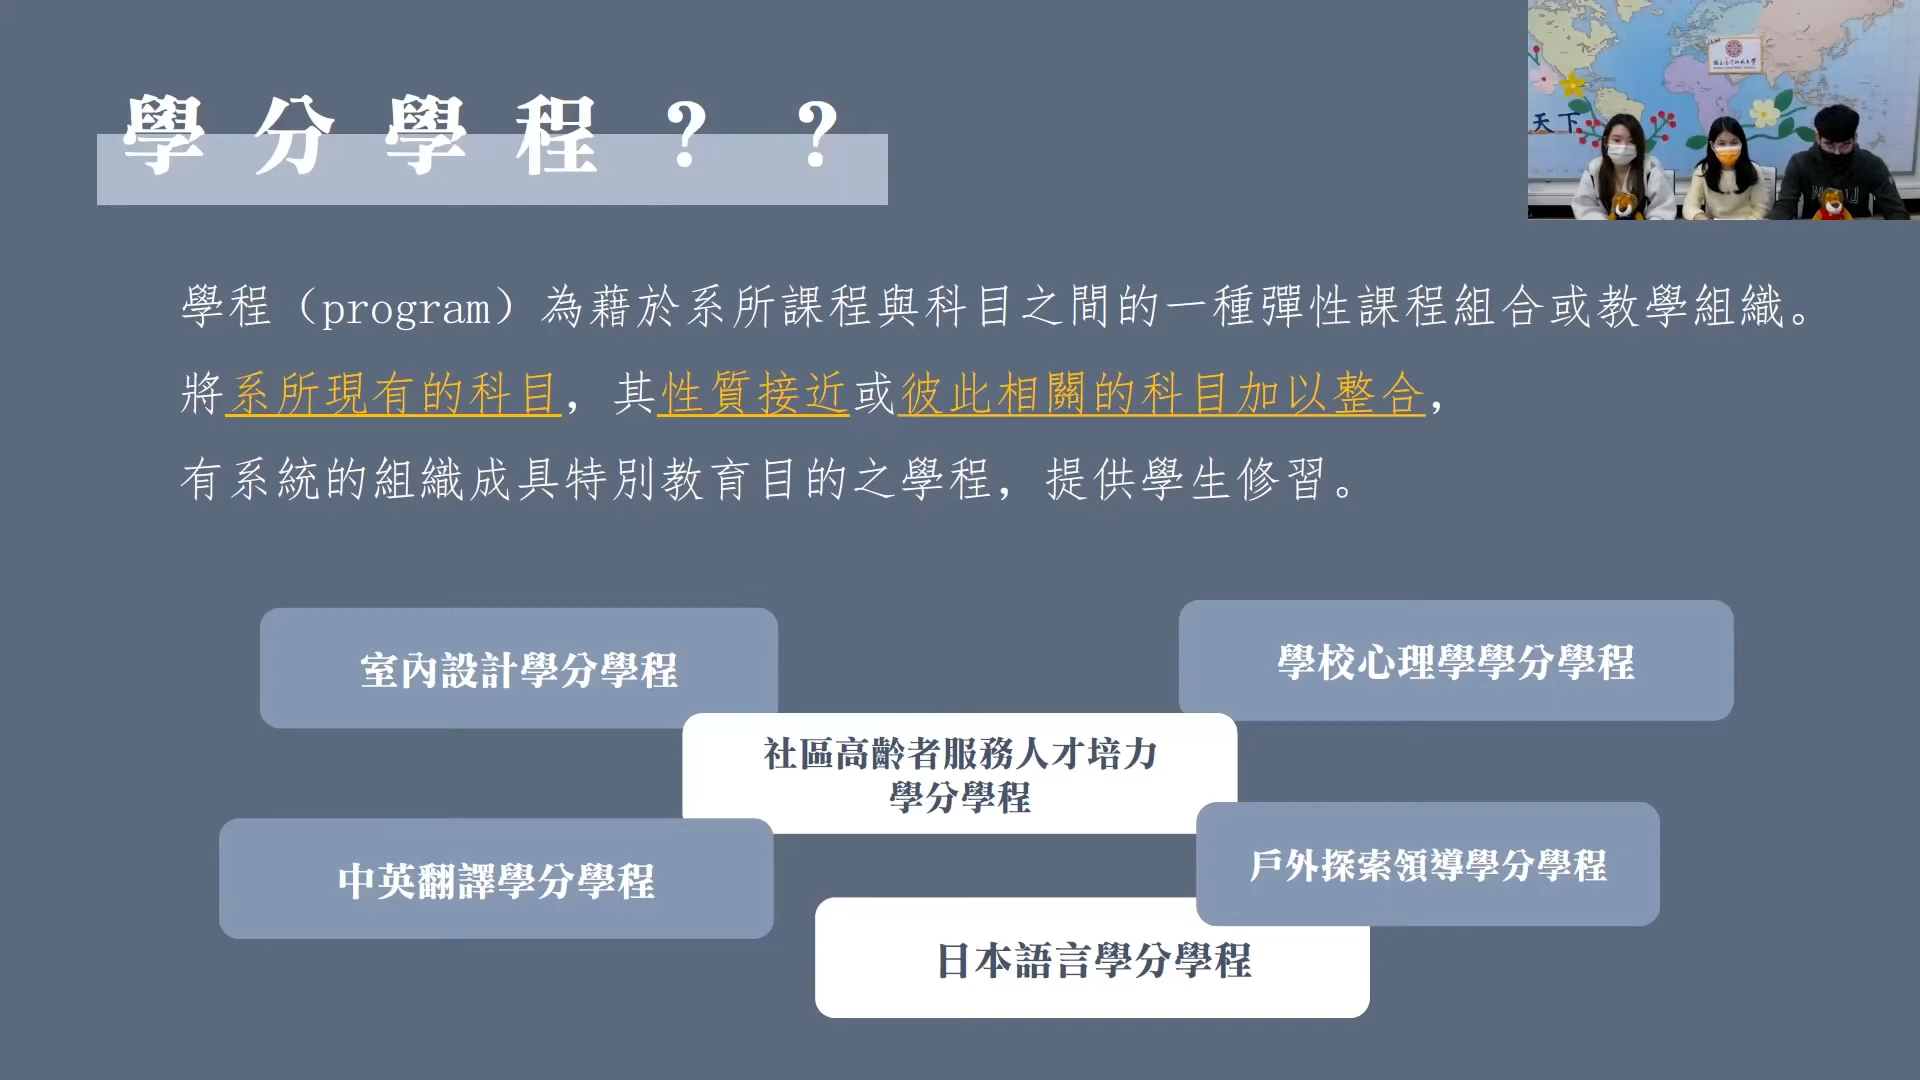 學分學程？？
學程（program）為藉於系所課程與科目之間的一種彈性課程組合或教學組織。
將系所現有的科目，其性質接近或彼此相關的科目加以整合，
有系統的組織成具特別教育目的之學程，提供學生修習。
室內設計學分學程
學校心理學學分學程
社區高齡者服務人才培力
學分學程
中英翻譯學分學程
戶外探索領導學分學程
日本語言學分學程
天下